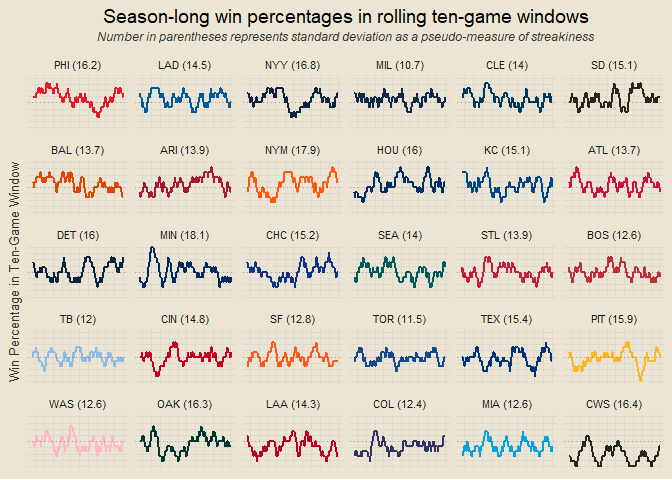 Season-long win percentages in rolling ten-game windows
Number in parentheses represents standard deviation as a pseudo-measure of streakiness
Win Percentage in Ten-Game Window
PHI (16.2) LAD (14.5) NYY (16.8) MIL (10.7) CLE (14) SD (15.1)
BAL (13.7) ARI (13.9) NYM (17.9) HOU (16) KC (15.1) ATL (13.7)
DET (16) MIN (18.1) CHC (15.2) SEA (14) STL (13.9) BOS (12.6)
TB (12) CIN (14.8) SF (12.8) TOR (11.5) TEX (15.4) PIT (15.9)
WAS (12.6) OAK (16.3) LAA (14.3) COL (12.4) MIA (12.6) CWS (16.4)